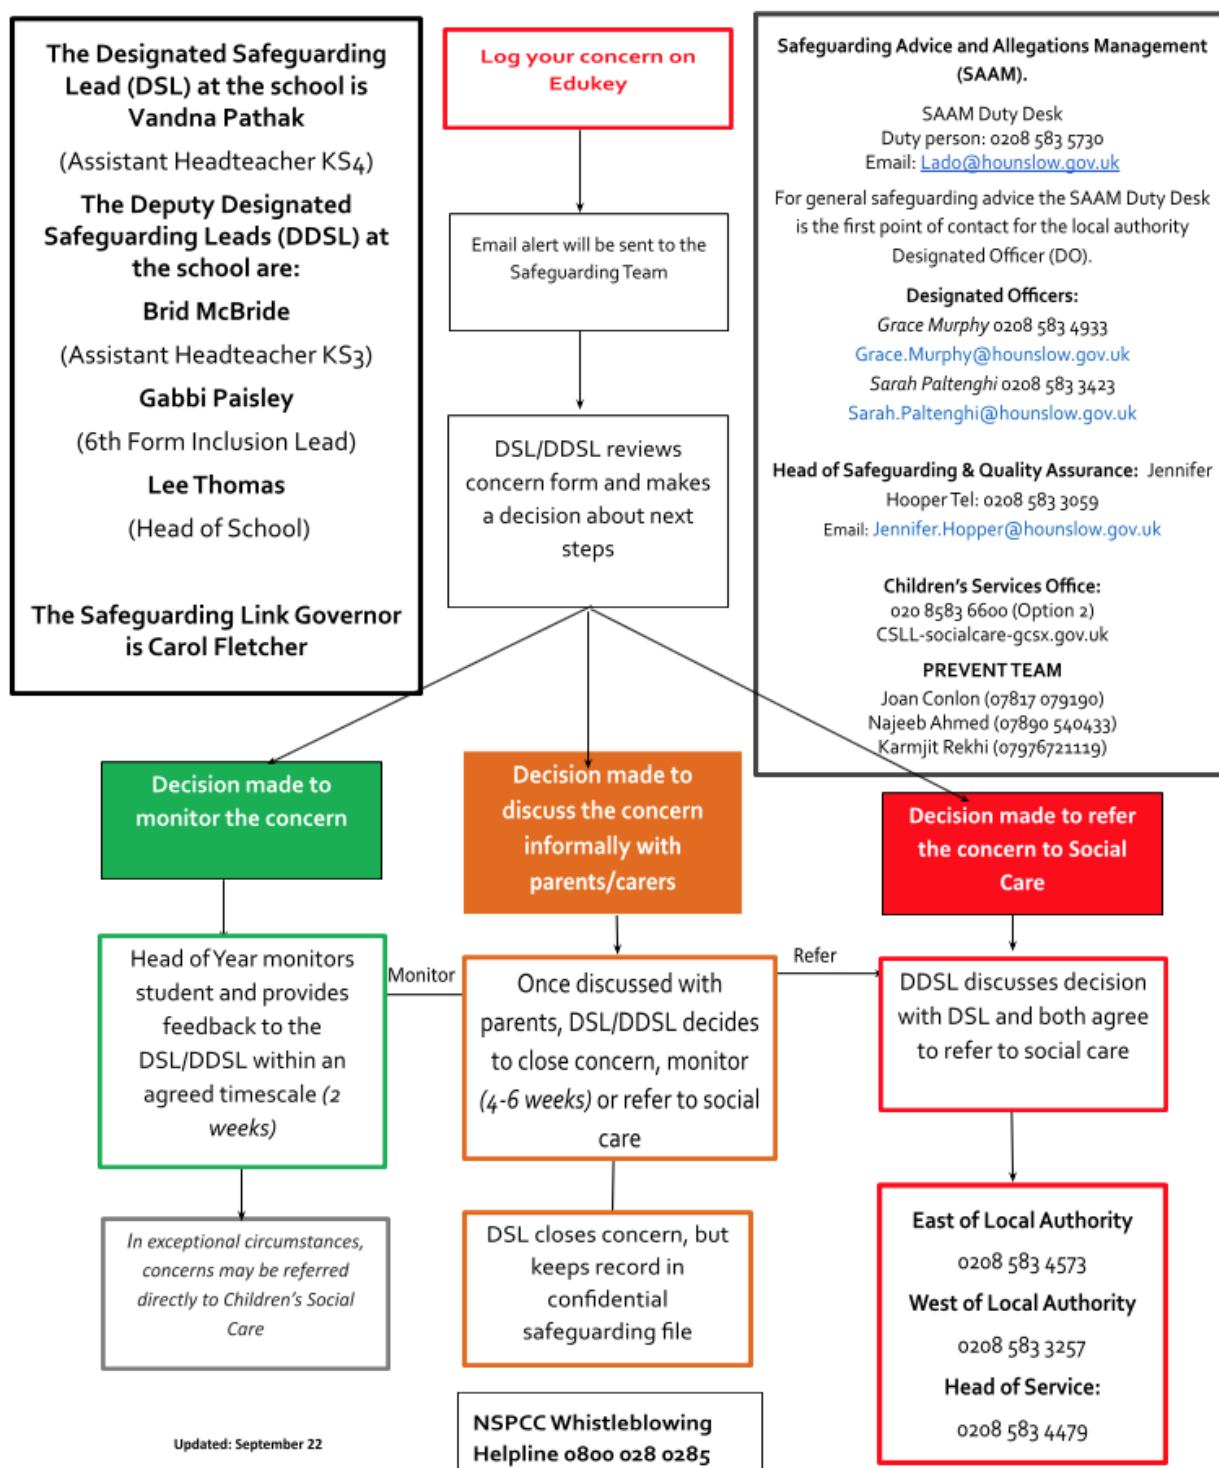 The Designated Safeguarding
Lead (DSL) at the school is
Vandna Pathak
(Assistant Headteacher KS4)
The Deputy Designated
Safeguarding Leads (DDSL) at
the school are:
Brid McBride
(Assistant Headteacher KS3)
Gabbi Paisley
(6th Form Inclusion Lead)
Lee Thomas
(Head of School)
The Safeguarding Link Governor
is Carol Fletcher
Log your concern on
Edukey
Email alert will be sent to the
Safeguarding Team
DSL/DDSL reviews
concern form and makes
a decision about next
steps
Safeguarding Advice and Allegations Management
(SAAM).
SAAM Duty Desk
Duty person: 0208 583 5730
Email: Lado@hounslow.gov.uk
For general safeguarding advice the SAAM Duty Desk
is the first point of contact for the local authority
Designated Officer (DO).
Designated Officers:
Grace Murphy 0208 583 4933
Grace.Murphy@hounslow.gov.uk
Sarah Paltenghi 0208 583 3423
Sarah.Paltenghi@hounslow.gov.uk
Head of Safeguarding & Quality Assurance: Jennifer
Hooper Tel: 0208 583 3059
Email: Jennifer.Hopper@hounslow.gov.uk
Children's Services Office:
020 8583 6600 (Option 2)
CSLL-socialcare-gcsx.gov.uk
PREVENT TEAM
Joan Conlon (07817 079190)
Najeeb Ahmed (07890 540433)
Karmjit Rekhi (07976721119)
Decision made to
monitor the concern
Decision made to
discuss the concern
informally with
parents/carers
Decision made to refer
the concern to Social
Care
Head of Year monitors
student and provides
feedback to the
DSL/DDSL within an
agreed timescale (2
weeks)
Monitor
Once discussed with
parents, DSL/DDSL decides
to close concern, monitor
(4-6 weeks) or refer to social
care
Refer
DDSL discusses decision
with DSL and both agree
to refer to social care
In exceptional circumstances,
concerns may be referred
directly to Children's Social
Care
DSL closes concern, but
keeps record in
confidential
safeguarding file
East of Local Authority
0208 583 4573
West of Local Authority
0208 583 3257
Head of Service:
0208 583 4479
Updated: September 22
NSPCC Whistleblowing
Helpline 0800 028 0285